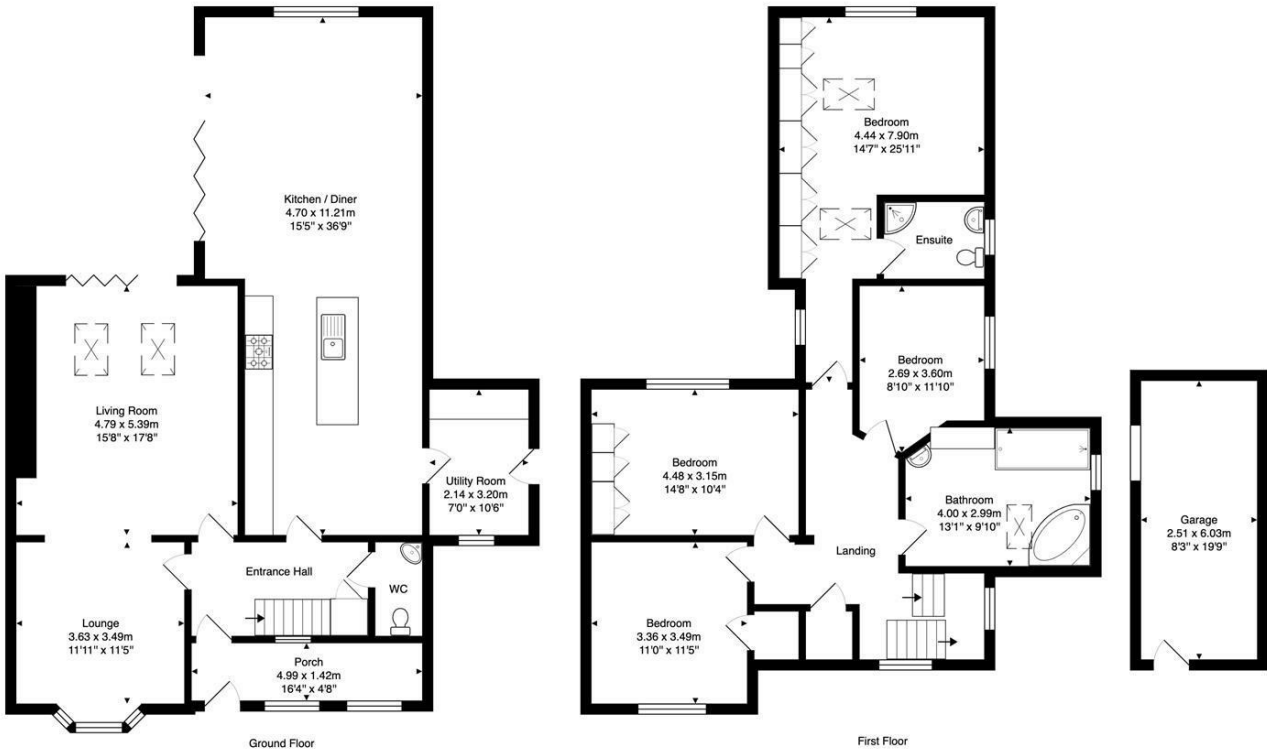 Kitchen / Diner
4.70 x 11.21m
15'5" x 36'9"
Living Room
4.79 x 5.39m
15'8" x 17'8"
Utility Room
2.14 x 3.20m
7'0" x 10'6"
Entrance Hall
WC
Lounge
3.63 x 3.49m
11'11" x 11'5"
Porch
4.99 x 1.42m
16'4" x 4'8"
Ground Floor
Bedroom
4.44 x 7.90m
14'7" x 25'11"
Ensuite
Bedroom
2.69 x 3.60m
8'10" x 11'10"
Bedroom
4.48 x 3.15m
14'8" x 10'4"
Bathroom
4.00 x 2.99m
13'1" x 9'10"
Landing
Bedroom
3.36 x 3.49m
11'0" x 11'5"
First Floor
Garage
2.51 x 6.03m
8'3" x 19'9"